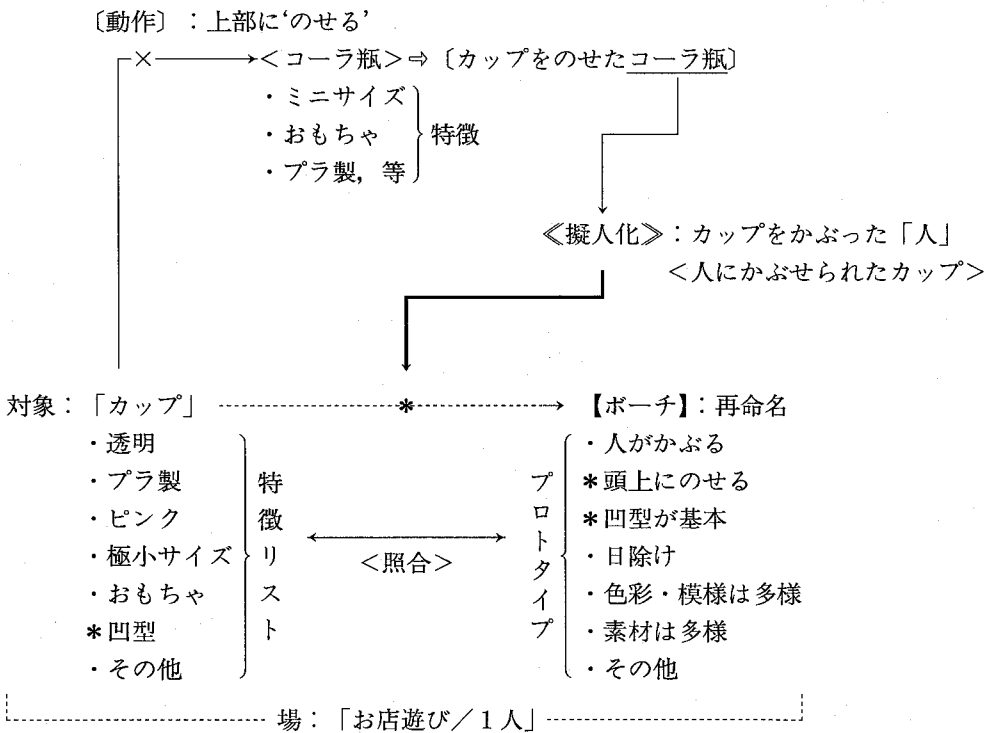 〔動作〕：上部に‘のせる’
×
＜コーラ瓶＞⇨〔カップをのせたコーラ瓶〕
・ミニサイズ
・おもちゃ
・プラ製，等
特徴
≪擬人化≫：カップをかぶった「人」
＜人にかぶせられたカップ＞
対象：「カップ」 * 【ボーチ】：再命名
・透明
・プラ製
・ピンク
・極小サイズ
・おもちゃ
*凹型
・その他
特徴リスト
＜照合＞
プロトタイプ
・人がかぶる
*頭上にのせる
*凹型が基本
・日除け
・色彩・模様は多様
・素材は多様
・その他
場：「お店遊び／1人」